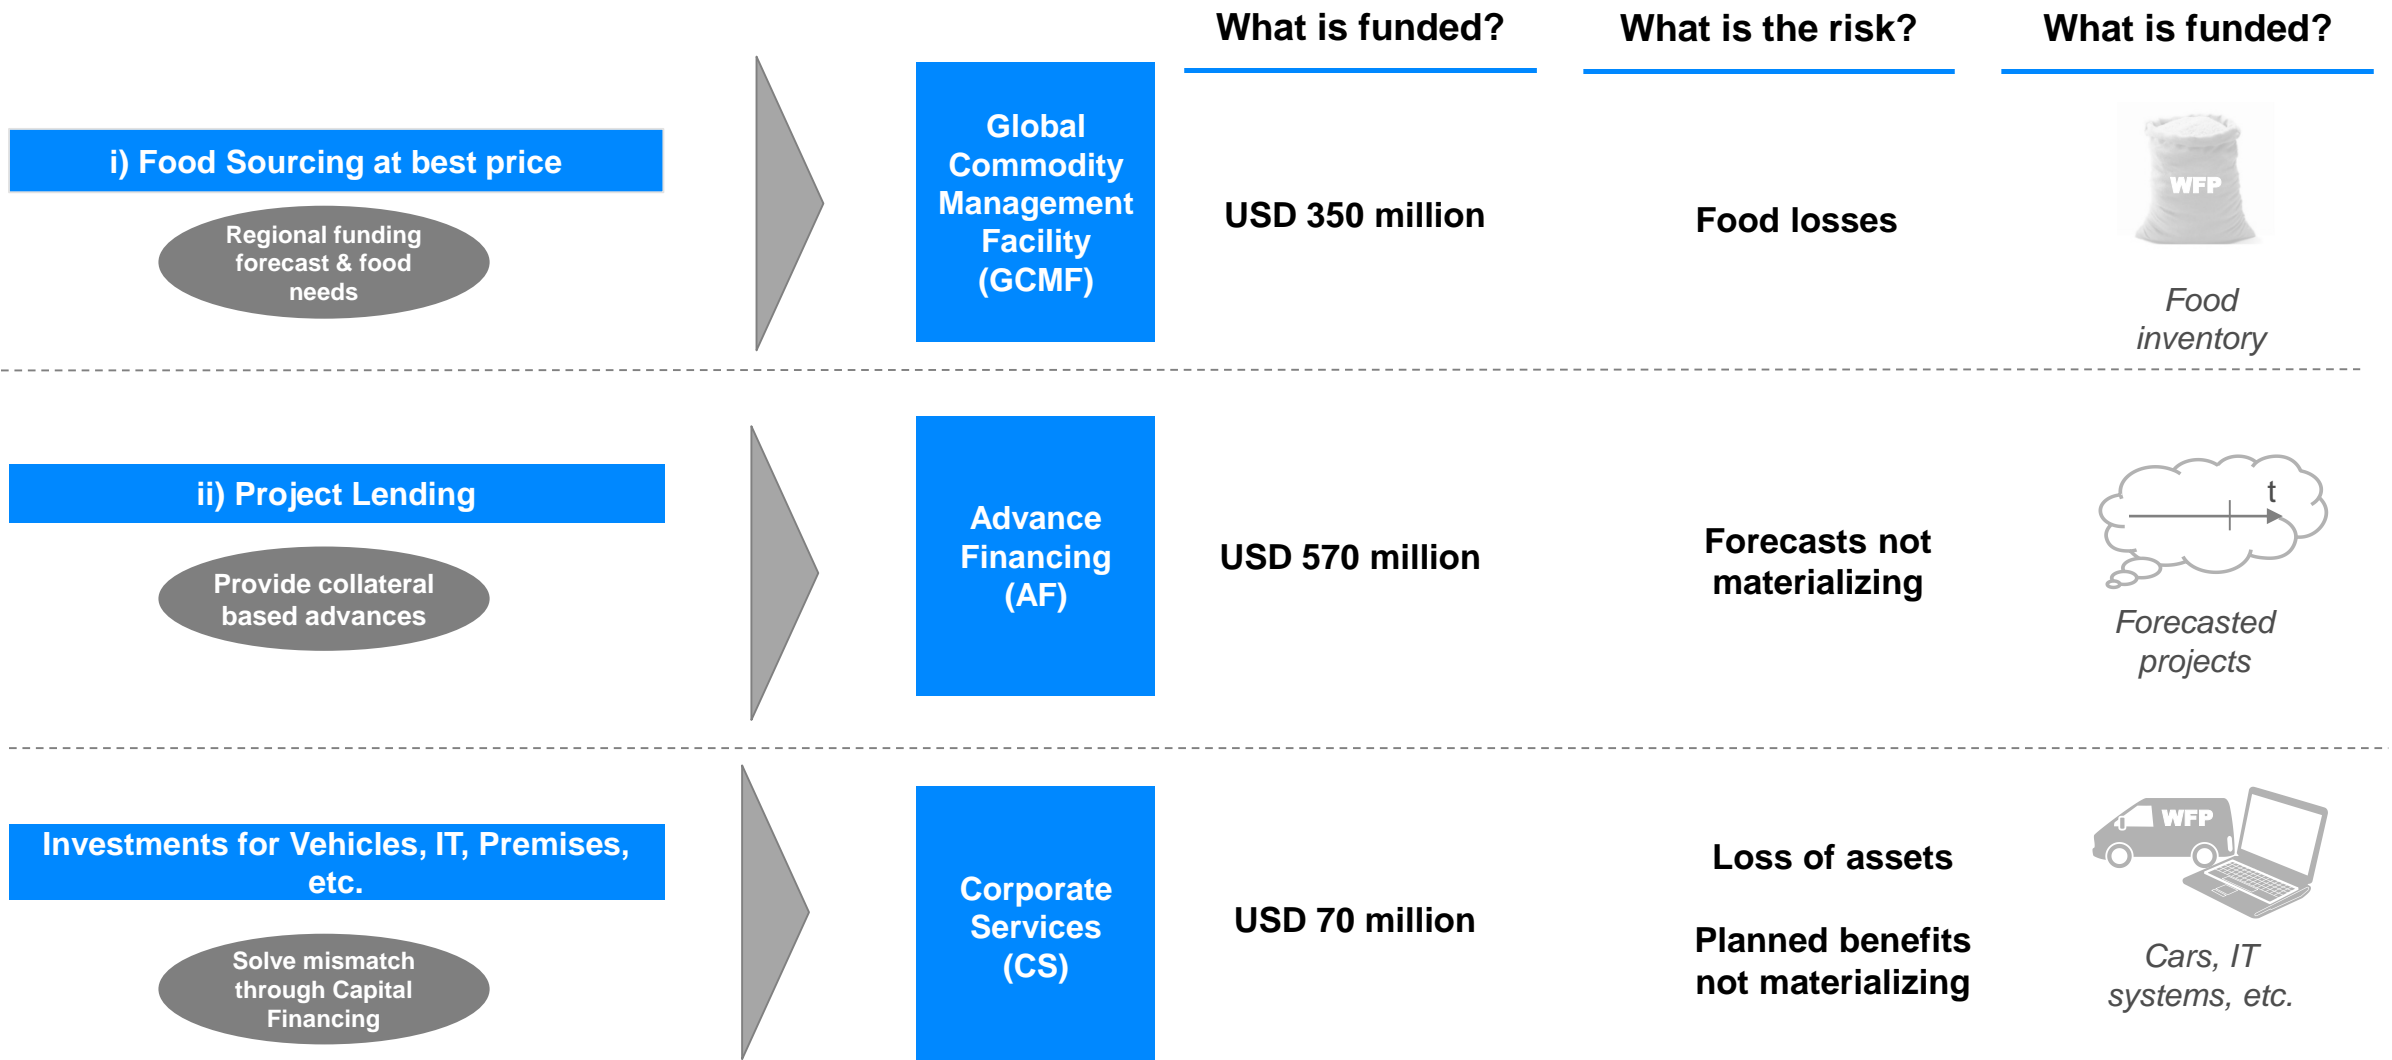 What is funded?
What is the risk?
What is funded?
i) Food Sourcing at best price
Regional funding
forecast & food
needs
Global
Commodity
Management
Facility
(GCMF)
USD 350 million
Food losses
WFP
Food
inventory
ii) Project Lending
Provide collateral
based advances
Advance
Financing
(AF)
USD 570 million
Forecasts not
materializing
t
Forecasted
projects
Investments for Vehicles, IT, Premises,
etc.
Solve mismatch
through Capital
Financing
Corporate
Services
(CS)
USD 70 million
Loss of assets
Planned benefits
not materializing
WFP
Cars, IT
systems, etc.